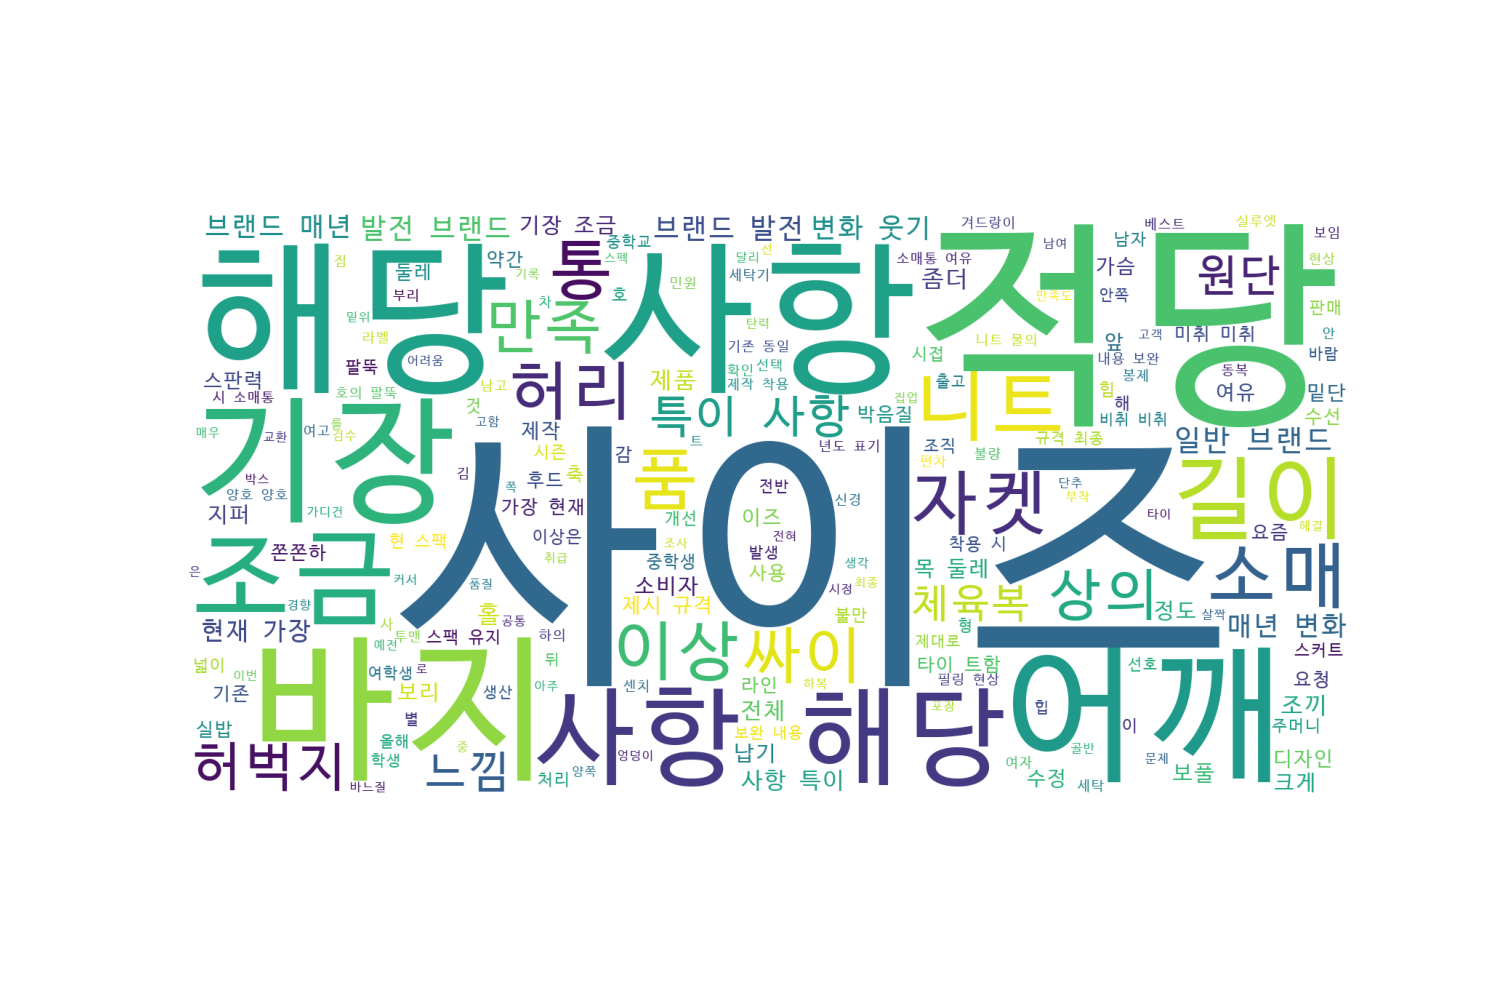 브랜드 매년
발전 브랜드
기장 조금
브랜드 발전
변화 웃기
겨드랑이
베스트
실루엣
해당 사항
적당
중학교
선
남자
남여
보임
짐
둘레
약간
기록
스펙
통
호
민원
달리
세탁기
소매통 여유
좀더
가슴
안쪽
원단
현상
부리
차
만족도
판매
밑위
라벨
만족
탄력
기존 동일
니트 물의
앞
미취 미취
고객
안
팔뚝
어려움
확인
선택
시접
내용 보완
바람
스판력
남고
허리
제품
제작 착용
출고
힘
봉제
동복
여유
밑단
시 소매통
호의 팔뚝
것
고함
특이 사항
박음질
집업
니트
해
비취 비취
수선
매우
기장
교환
여고
를
검수
제작
시즌
감
트
년도 표기
조직
편차
규격 최종
불량
일반 브랜드
박스
양호 양호
김
쪽
후드
축
품
전반
신경
자켓
단추
부착
길이
지퍼
가디건
가장 현재
이상은
개선
이즈
전혀
타이
요즘
해결
쫀쫀하
현 스팩
사이즈
취급
조사
중학생
발생
생각
착용 시
은
조금
커서
품질
소비자
사용
시정
최종
목 둘레
소매
경향
사
홀
공통
제시 규격
불만
체육복
상의
정도
살짝
현재 가장
예전
투맨
스팩 유지
하의
이상
싸이
제대로
형
매년 변화
넓이
이번
바지
여학생
로
뒤
타이 트함
선호
스커트
기존
보리
생산
아주
센치
라인
하복
필링 현상
어깨
요청
실밥
별
사항 해당
전체
포장
힙
이
조끼
주머니
올해
중
보완 내용
골반
허벅지
학생
느낌
엉덩이
납기
여자
문제
디자인
바느질
양쪽
처리
사항 특이
수정
세탁
보풀
크게